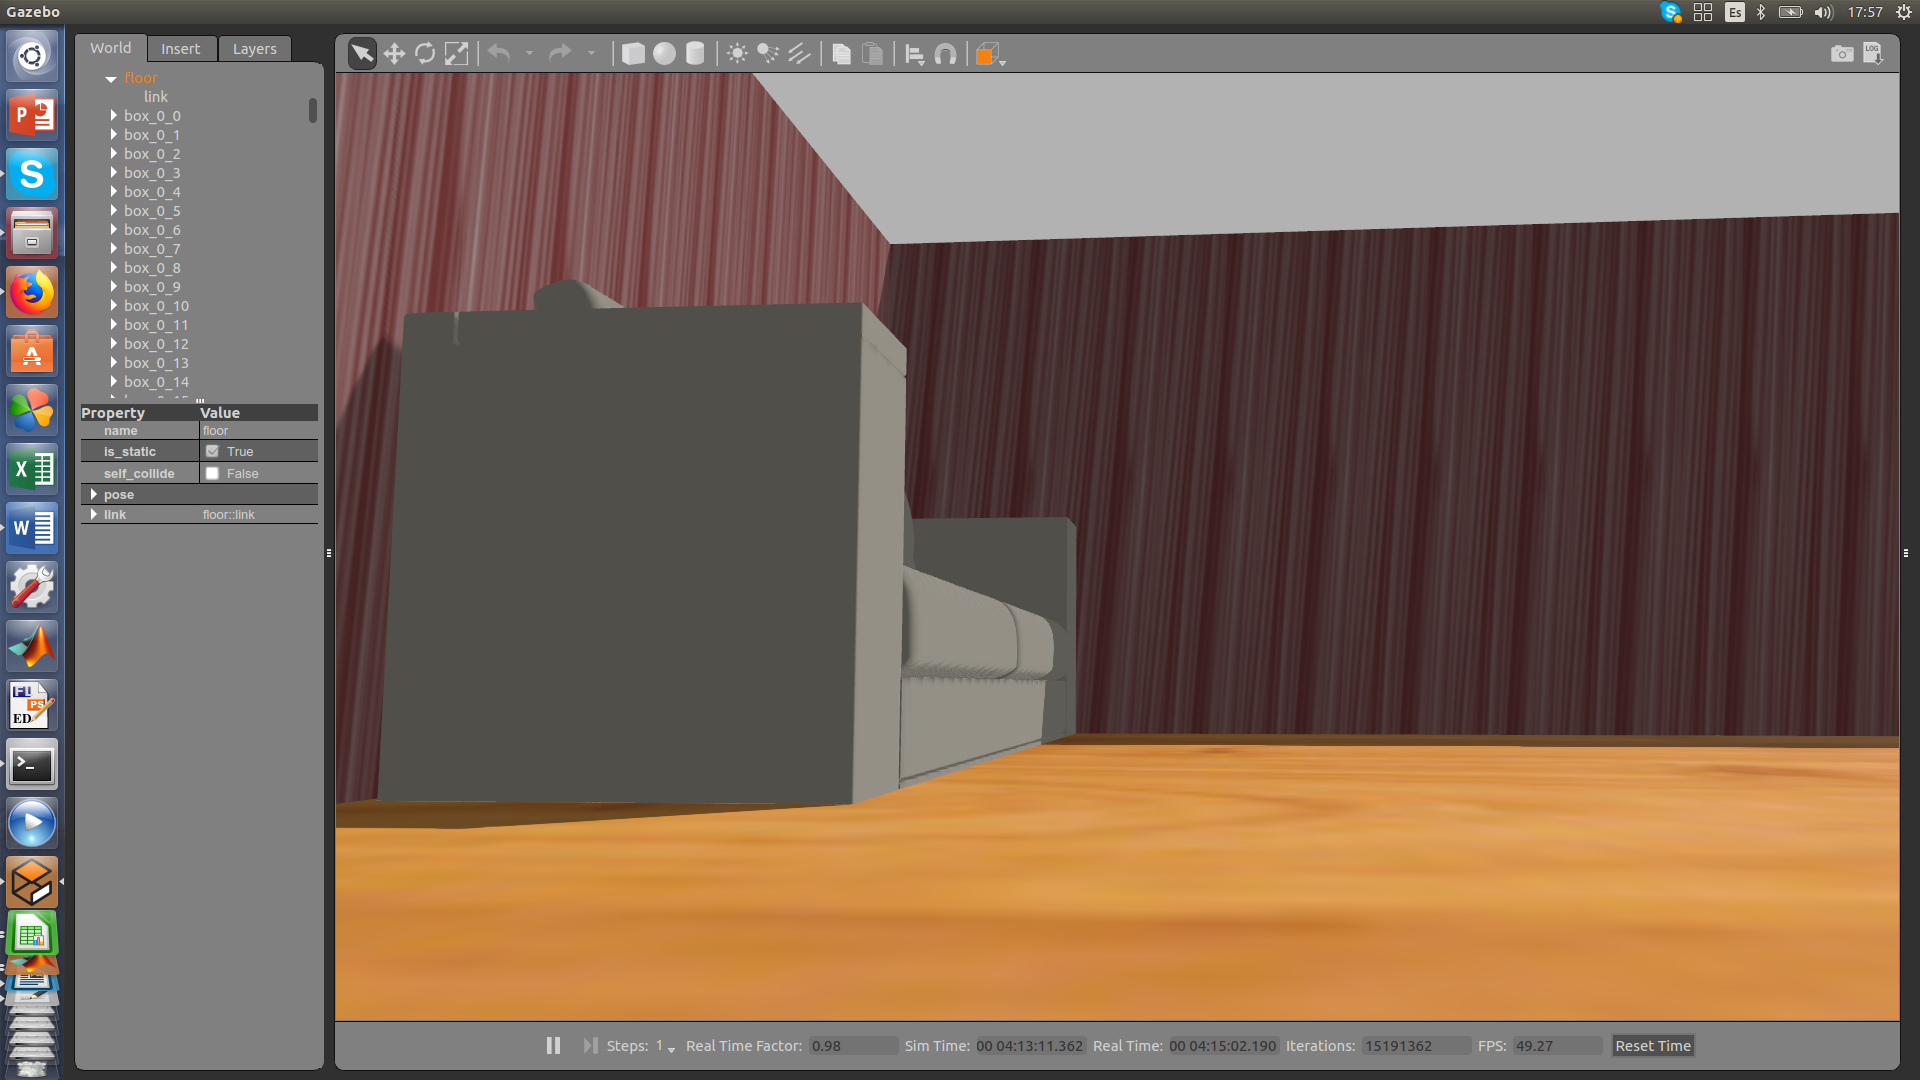 Gazebo
Es
17:57
World
Insert
Layers
LOG
floor
link
box_0_0
box_0_1
box_0_2
box_0_3
box_0_4
box_0_5
box_0_6
box_0_7
box_0_8
box_0_9
box_0_10
box_0_11
box_0_12
box_0_13
box_0_14
Property Value
name floor
is_static True
self_collide False
pose
link floor::link
Steps: 1 Real Time Factor: 0.98 Sim Time: 00 04:13:11.362 Real Time: 00 04:15:02.190 Iterations: 15191362 FPS: 49.27 Reset Time